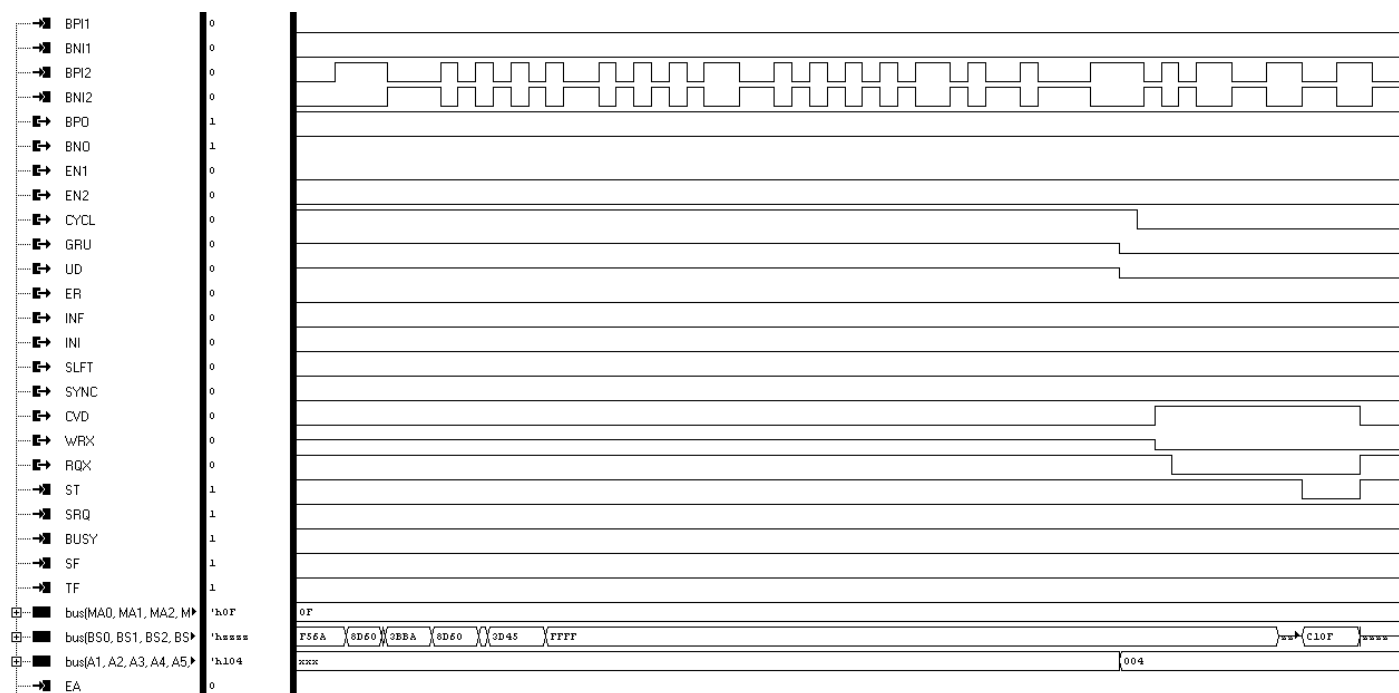 BPI1 0
BNI1 0
BPI2 0
BNI2 0
BPO 1
BNO 1
EN1 0
EN2 0
CYCL 0
GRU 0
UD 0
ER 0
INF 0
INI 0
SLFT 0
SYNC 0
CVD 0
WRX 0
RQX 0
ST 1
SRQ 1
BUSY 1
SF 1
TF 1
bus(MA0, MA1, MA2, M 'h0F 0F
bus(BS0, BS1, BS2, BS 'hzzzz F56A 8D60 3BBA 8D60 3D45 FFFF zz C10F zzzz
bus(A1, A2, A3, A4, A5, 'h104 xxx 004
EA 0